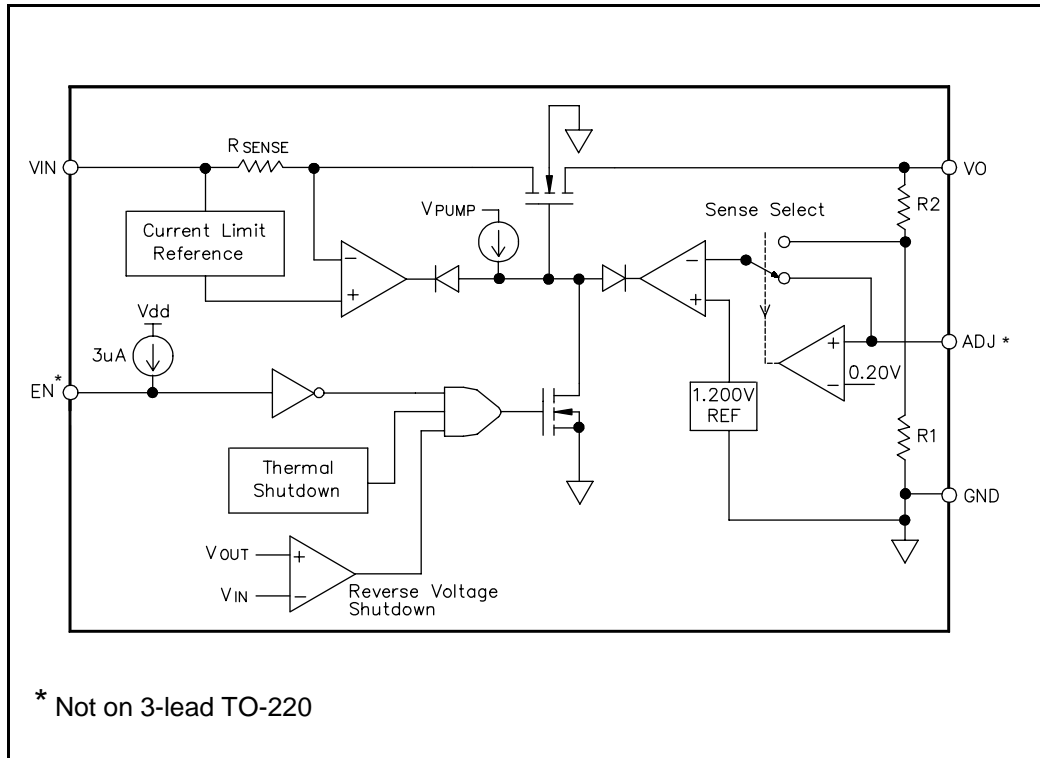 RSENSE
VIN
VO
R2
VPUMP
Sense Select
Current Limit
Reference
−
+
−
+
Vdd
3uA
ADJ *
+
−
0.20V
EN*
1.200V
REF
R1
Thermal
Shutdown
GND
VOUT
+
VIN
−
Reverse Voltage
Shutdown
* Not on 3-lead TO-220